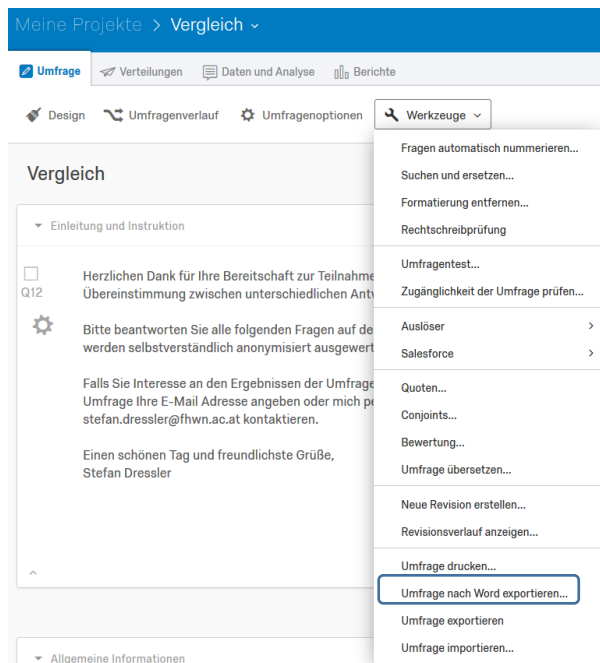 Meine Projekte > Vergleich
Umfrage Verteilungen Daten und Analyse Berichte
Design Umfragenverlauf Umfragenoptionen Werkzeuge
Vergleich
Einleitung und Instruktion
Q12
Herzlichen Dank für Ihre Bereitschaft zur Teilnahme
Übereinstimmung zwischen unterschiedlichen
Bitte beantworten Sie alle folgenden Fragen auf
werden selbstverständlich anonymisiert
Falls Sie Interesse an den Ergebnissen der Umfrage
Umfrage Ihre E-Mail Adresse angeben oder mich
stefan.dressler@fhwn.ac.at kontaktieren.
Einen schönen Tag und freundlichste Grüße,
Stefan Dressler
Allgemeine Informationen
Fragen automatisch nummerieren...
Suchen und ersetzen...
Formatierung entfernen...
Rechtschreibprüfung
Umfragentest...
Zugänglichkeit der Umfrage prüfen...
Auslöser >
Salesforce >
Quoten...
Conjoints...
Bewertung...
Umfrage übersetzen...
Neue Revision erstellen...
Revisionsverlauf anzeigen...
Umfrage drucken...
Umfrage nach Word exportieren...
Umfrage exportieren
Umfrage importieren...